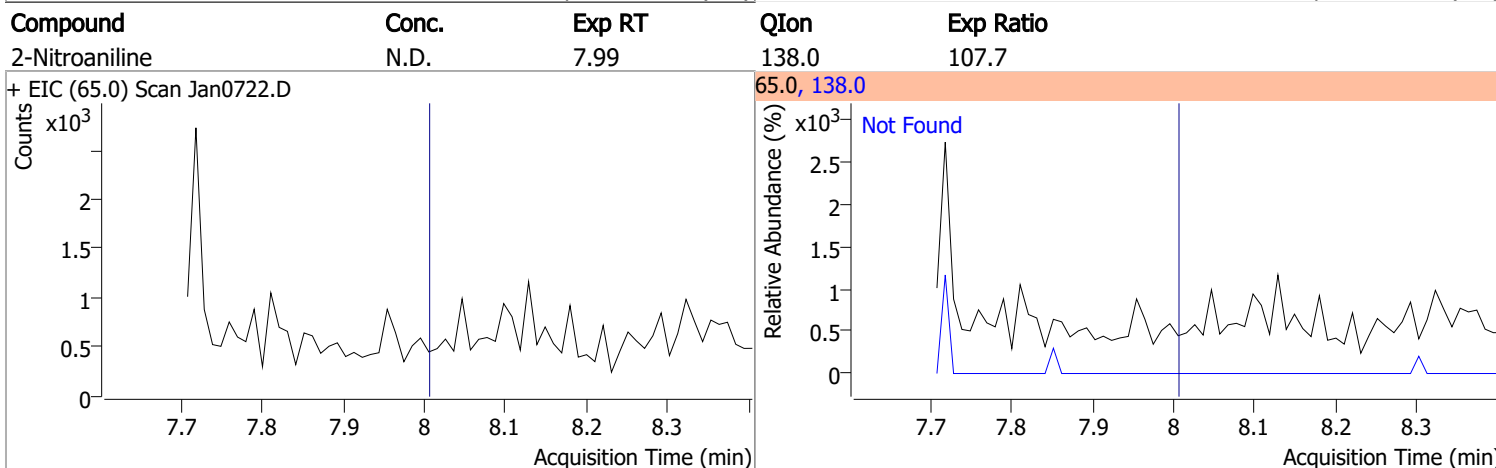 Compound Conc. Exp RT QIon Exp Ratio
2-Nitroaniline N.D. 7.99 138.0 107.7
+ EIC (65.0) Scan Jan0722.D
Counts
x10³
2
1.5
1
0.5
0
7.7 7.8 7.9 8 8.1 8.2 8.3
Acquisition Time (min)
65.0, 138.0
Relative Abundance (%)
x10³
Not Found
2.5
2
1.5
1
0.5
0
7.7 7.8 7.9 8 8.1 8.2 8.3
Acquisition Time (min)